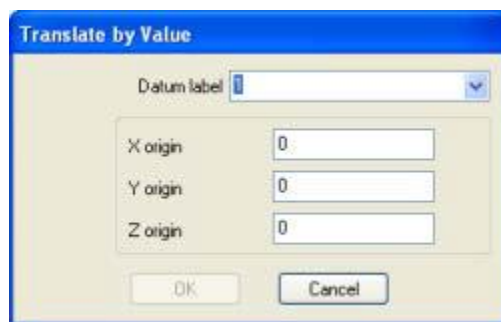 Translate by Value
Datum label 1
X origin 0
Y origin 0
Z origin 0
OK Cancel